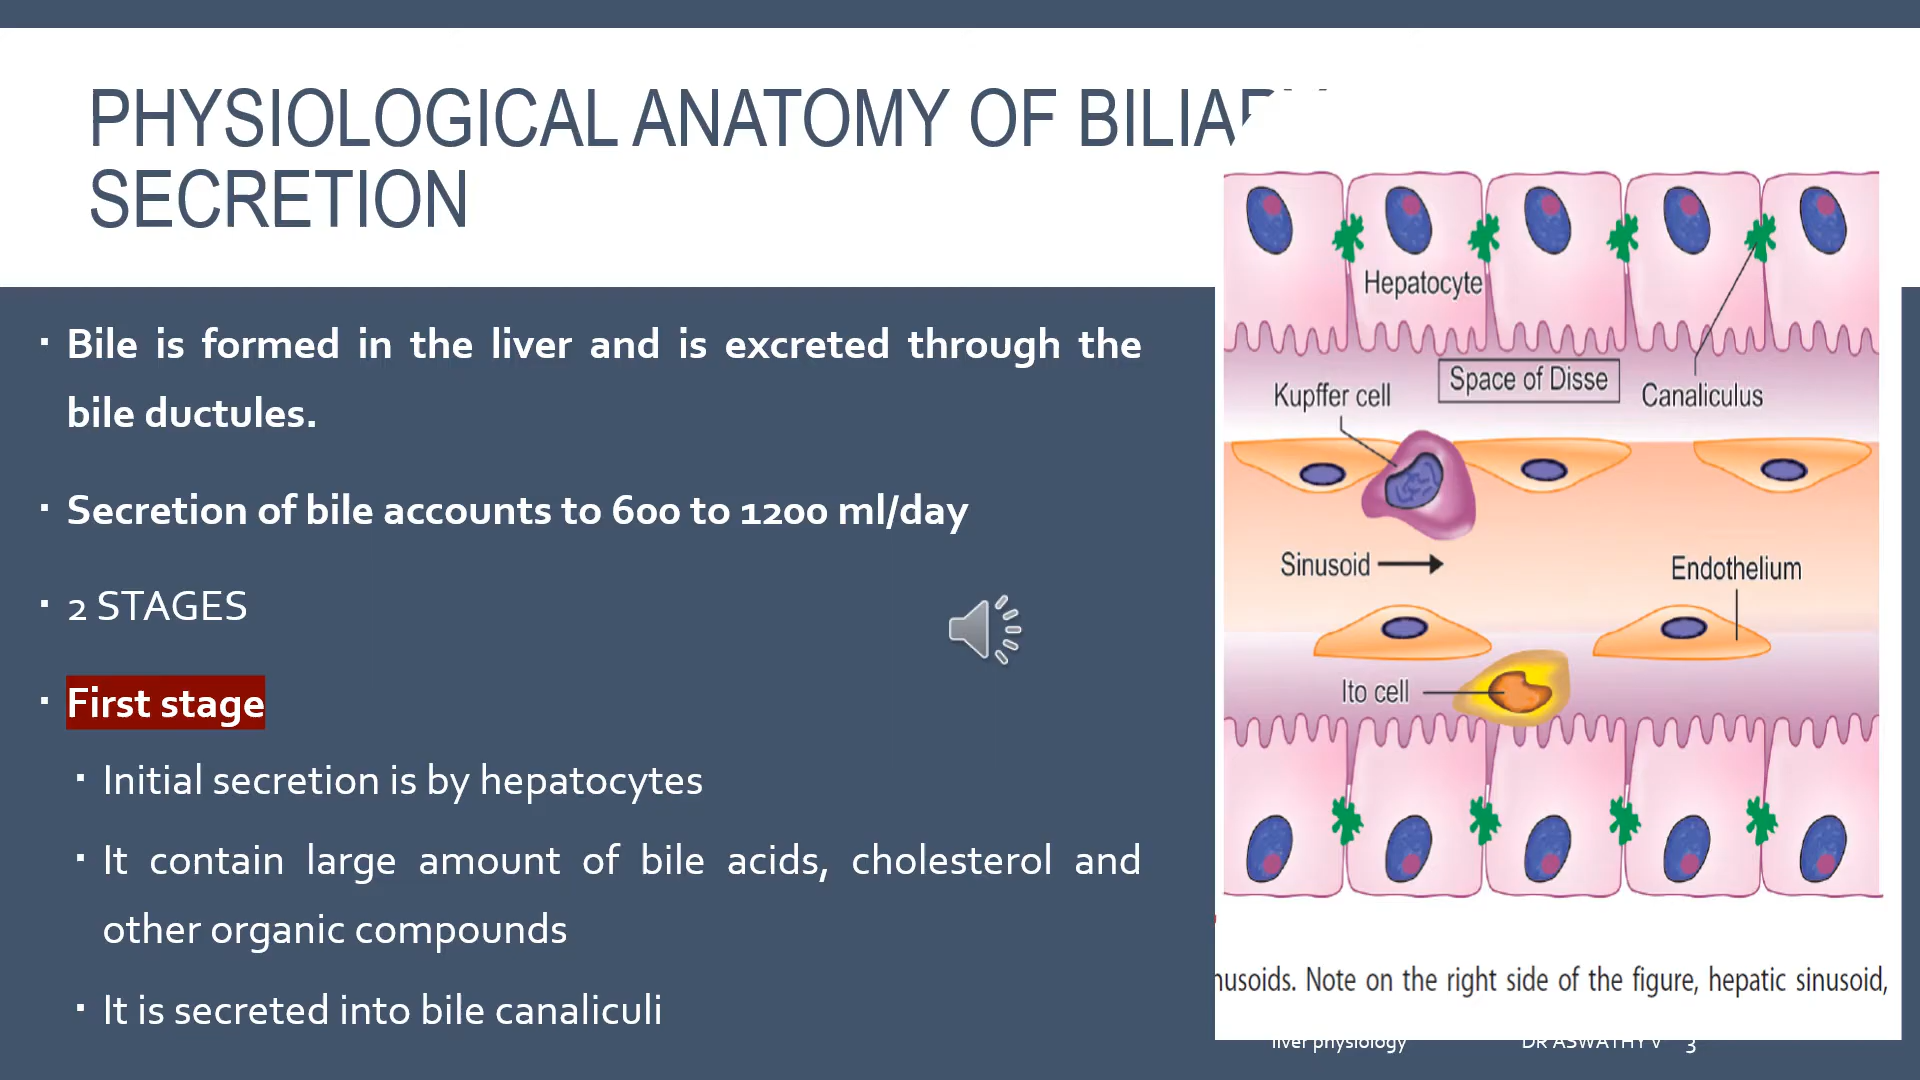 PHYSIOLOGICAL ANATOMY OF
SECRETION
Bile is formed in the liver and is excreted through the
bile ductules.
Secretion of bile accounts to 600 to 1200 ml/day
2 STAGES
First stage
Initial secretion is by hepatocytes
It contain large amount of bile acids, cholesterol and
other organic compounds
It is secreted into bile canaliculi
Hepatocyte
Space of Disse
Kupffer cell
Canaliculus
Sinusoid
Endothelium
Ito cell
Note on the right side of the figure, hepatic sinusoid,
liver physiology
DR ASWATHY V
3